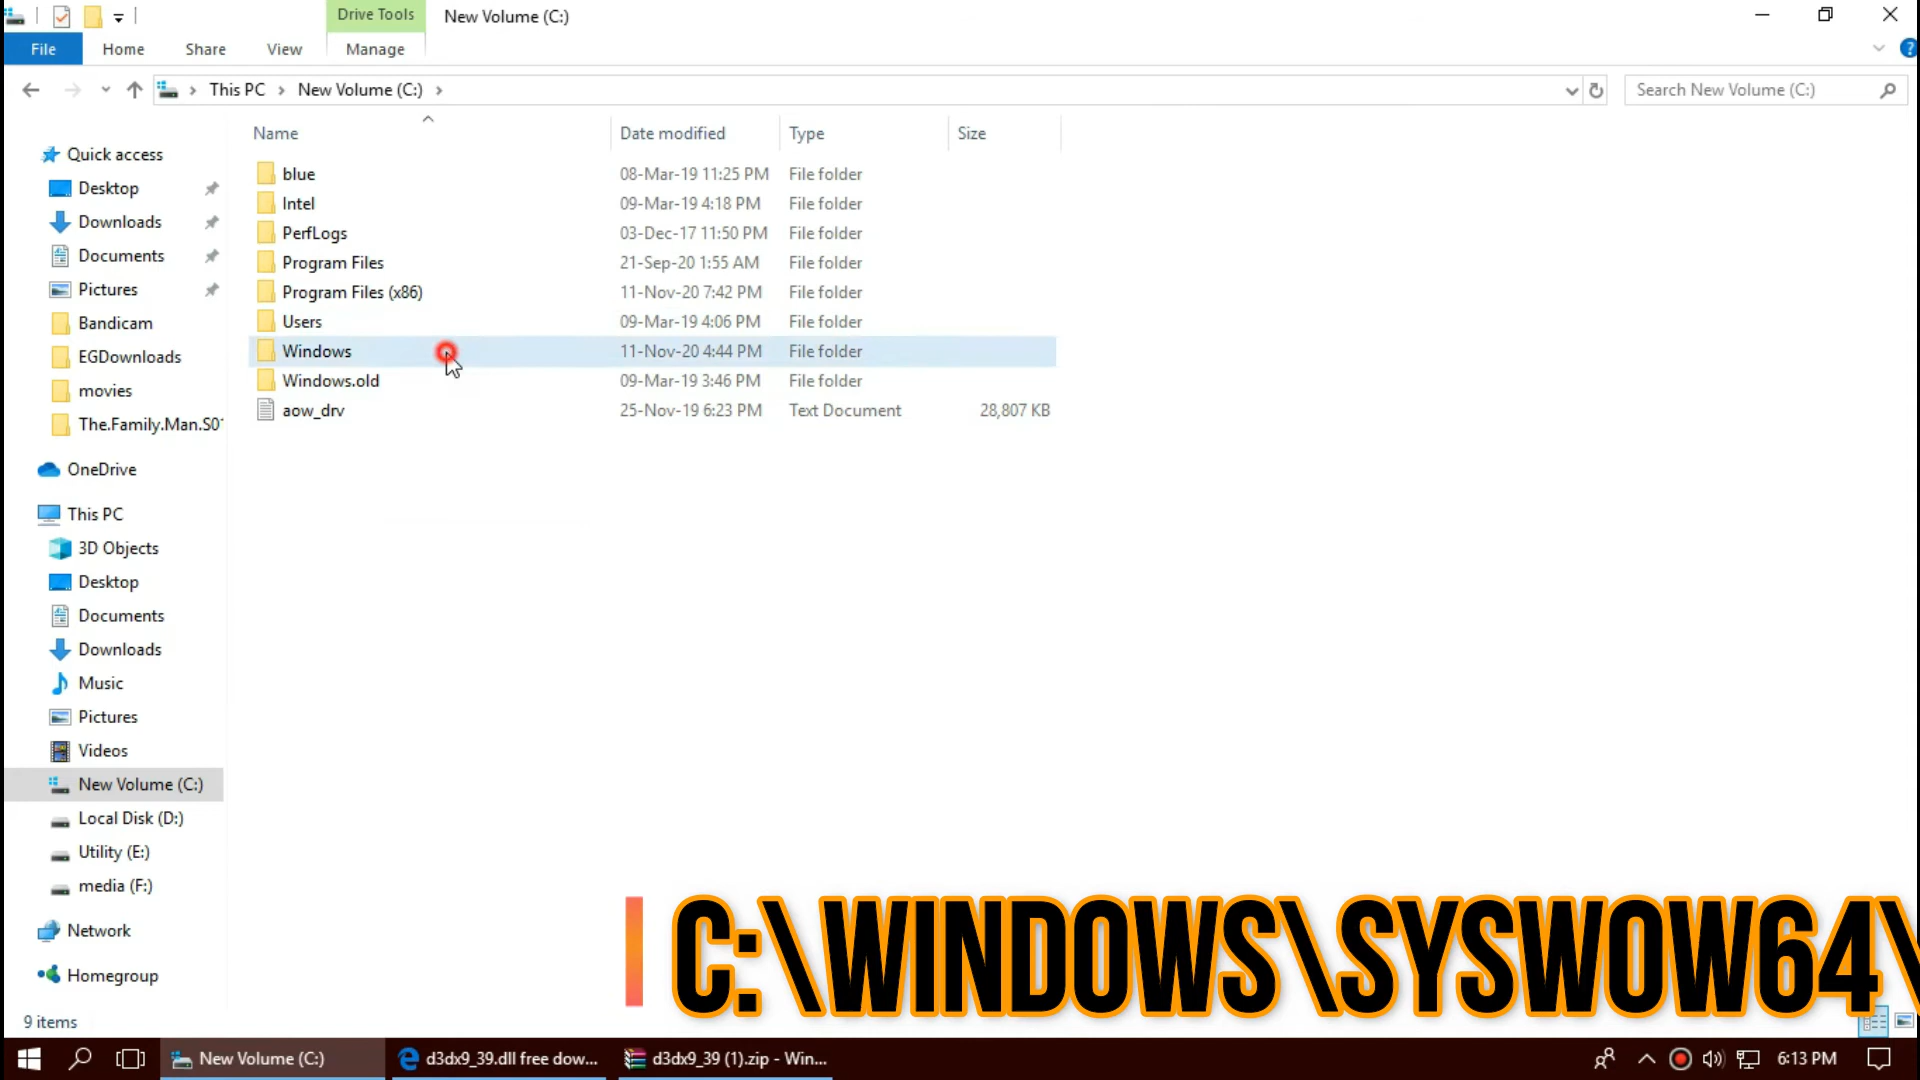 Drive Tools
New Volume (C:)
File
Home
Share
View
Manage
?
This PC
New Volume (C:)
Search New Volume (C:)
Name
Date modified
Type
Size
Quick access
Desktop
Downloads
Documents
Pictures
Bandicam
EGDownloads
movies
The.Family.Man.S0
OneDrive
This PC
3D Objects
Desktop
Documents
Downloads
Music
Pictures
Videos
New Volume (C:)
Local Disk (D:)
Utility (E:)
media (F:)
Network
Homegroup
blue 08-Mar-19 11:25 PM File folder
Intel 09-Mar-19 4:18 PM File folder
PerfLogs 03-Dec-17 11:50 PM File folder
Program Files 21-Sep-20 1:55 AM File folder
Program Files (x86) 11-Nov-20 7:42 PM File folder
Users 09-Mar-19 4:06 PM File folder
Windows 11-Nov-20 4:44 PM File folder
Windows.old 09-Mar-19 3:46 PM File folder
aow_drv 25-Nov-19 6:23 PM Text Document 28,807 KB
C:\WINDOWS\SYSWOW64\
9 items
New Volume (C:)
d3dx9_39.dll free dow...
d3dx9_39 (1).zip - Win...
6:13 PM